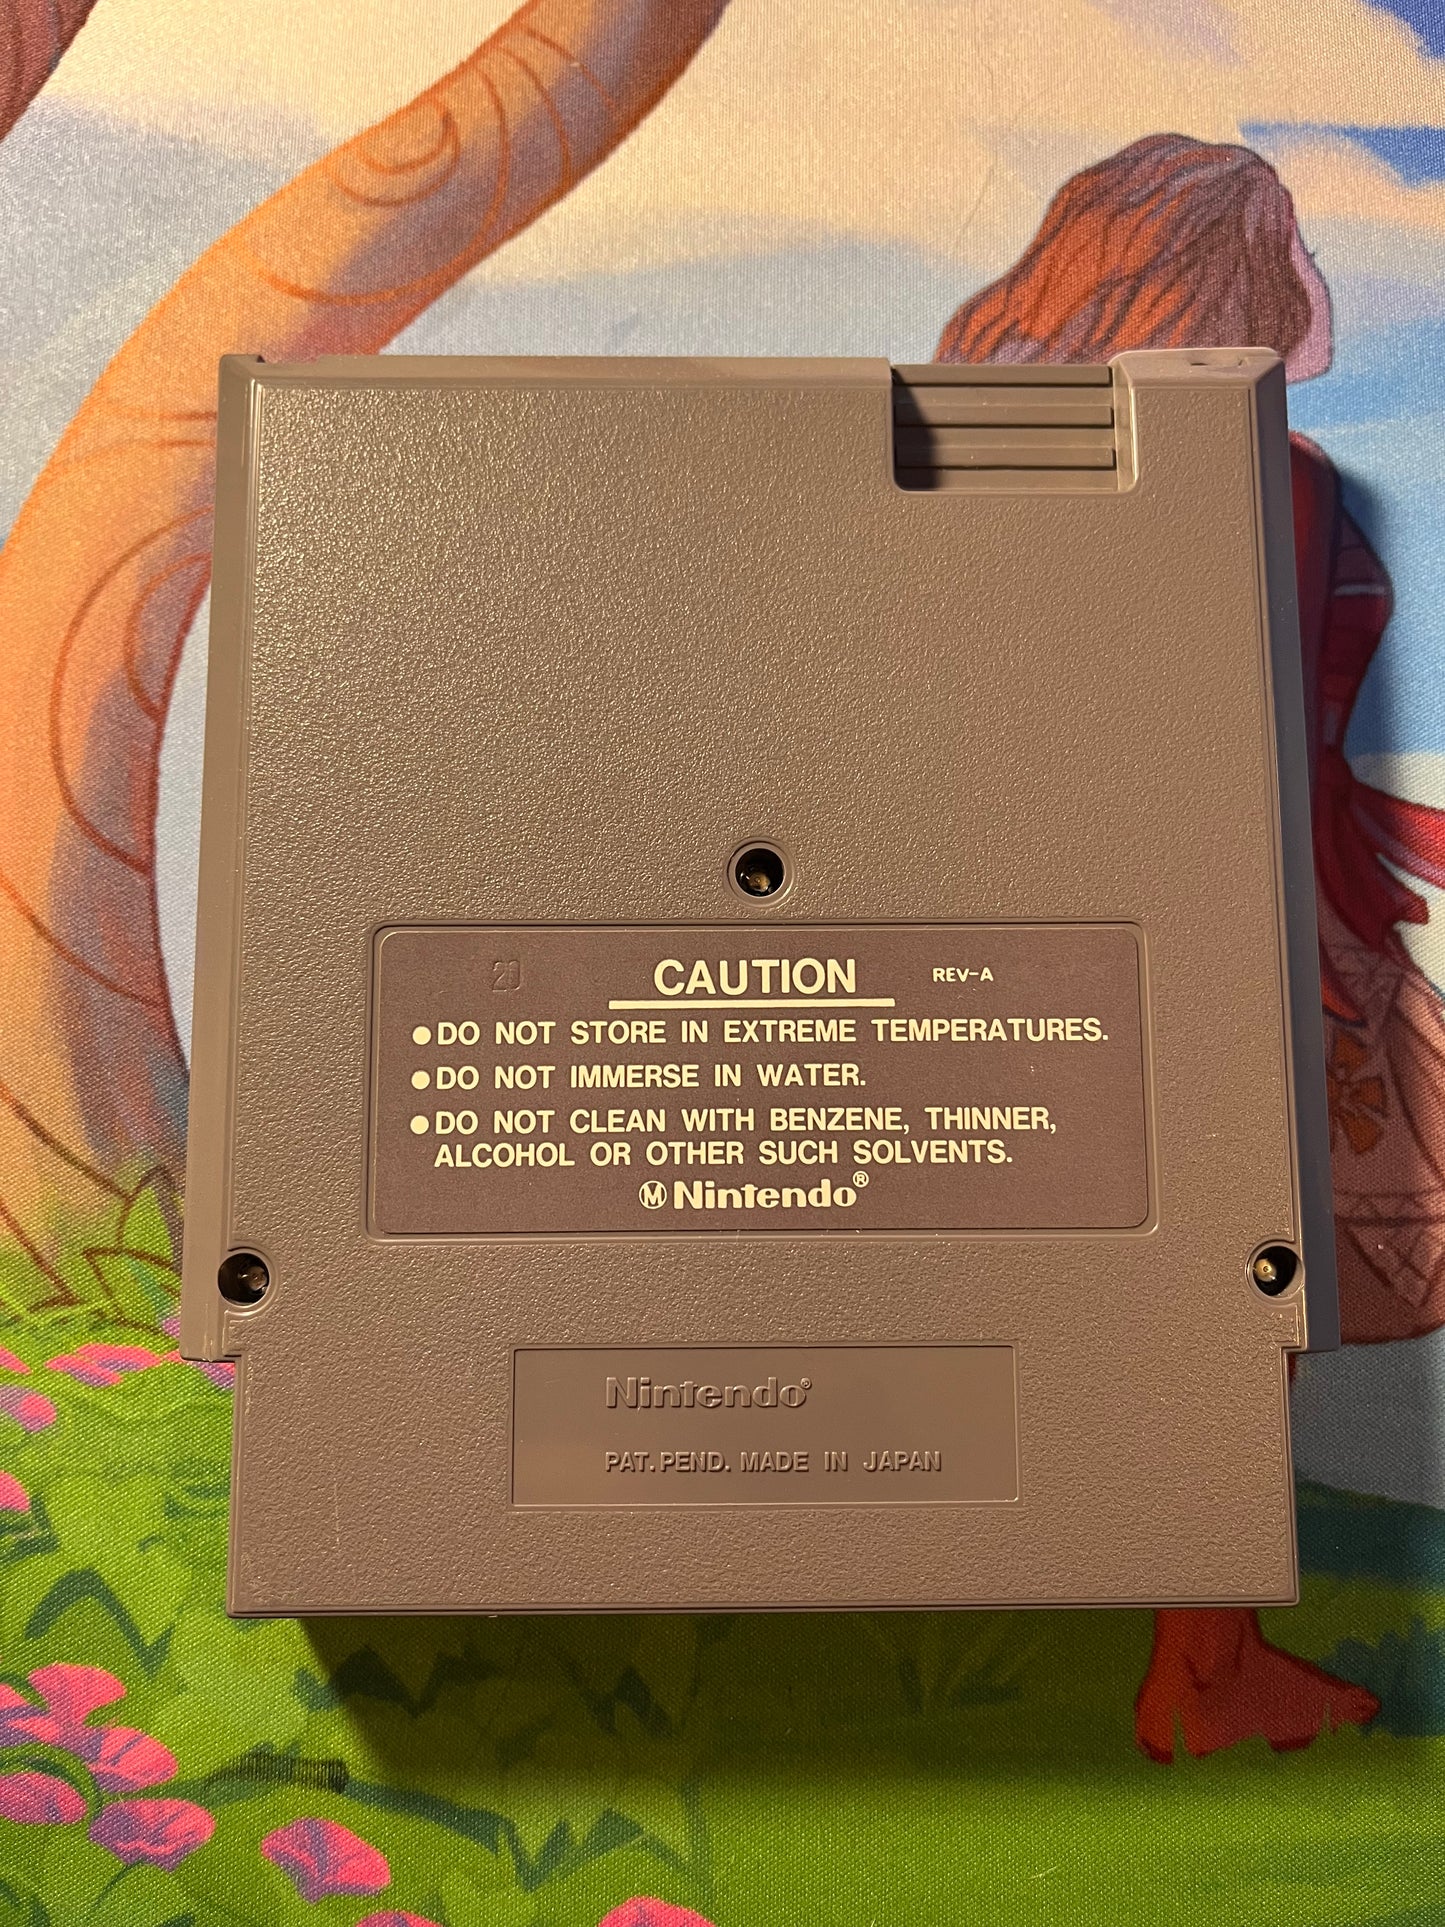 20
CAUTION REV-A
●DO NOT STORE IN EXTREME TEMPERATURES.
●DO NOT IMMERSE IN WATER.
●DO NOT CLEAN WITH BENZENE, THINNER,
ALCOHOL OR OTHER SUCH SOLVENTS.
Ⓜ Nintendo®
Nintendo®
PAT. PEND. MADE IN JAPAN